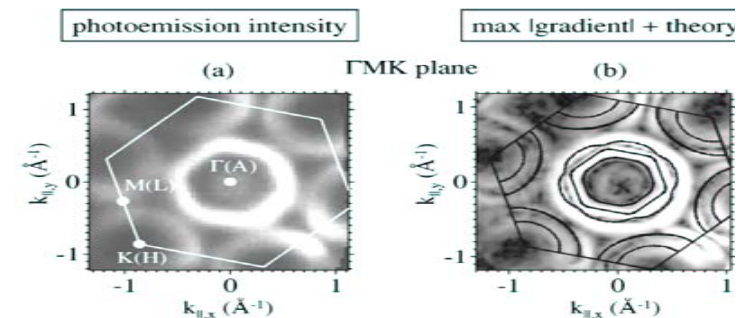 photoemission intensity
max |gradient| + theory
(a)
ΓMK plane
(b)
1
0
-1
k||,y (Å⁻¹)
Γ(A)
M(L)
K(H)
-1
0
1
k||,x (Å⁻¹)
1
0
-1
k||,y (Å⁻¹)
-1
0
1
k||,x (Å⁻¹)